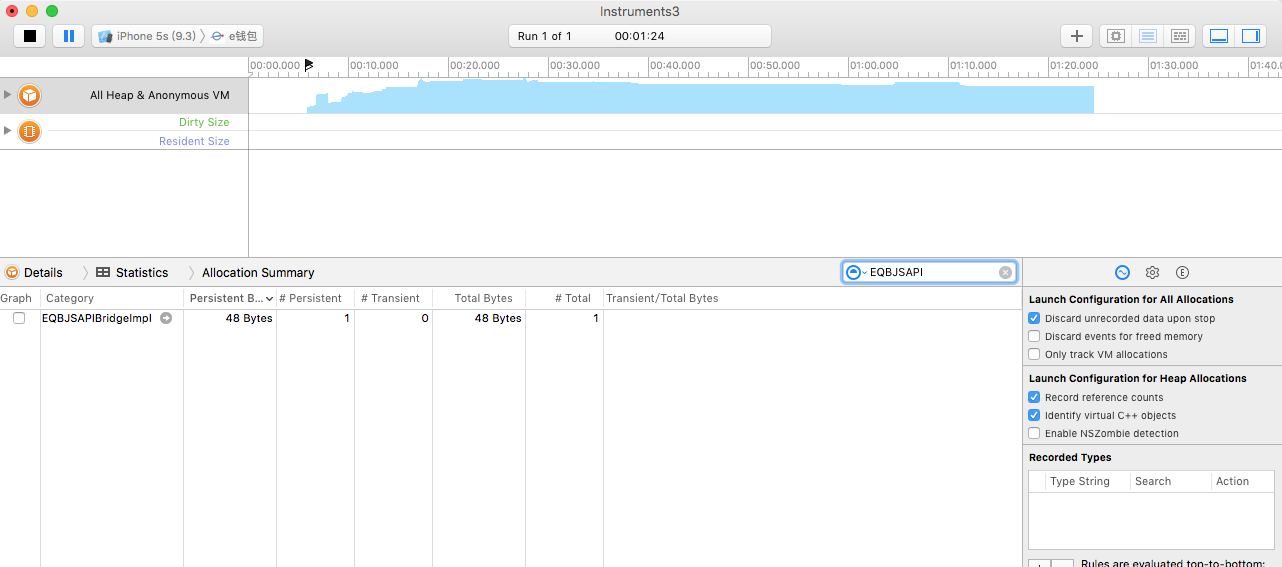 Instruments3
iPhone 5s (9.3) e钱包
Run 1 of 1 00:01:24
00:00.000 00:10.000 00:20.000 00:30.000 00:40.000 00:50.000 01:00.000 01:10.000 01:20.000 01:30.000 01:40.0
All Heap & Anonymous VM
Dirty Size
Resident Size
Details Statistics Allocation Summary EQBJSAPI E
Graph Category Persistent B... # Persistent # Transient Total Bytes # Total Transient/Total Bytes
EQBJSAPIBridgeImpl 48 Bytes 1 0 48 Bytes 1
Launch Configuration for All Allocations
Discard unrecorded data upon stop
Discard events for freed memory
Only track VM allocations
Launch Configuration for Heap Allocations
Record reference counts
Identify virtual C++ objects
Enable NSZombie detection
Recorded Types
Type String Search Action
Rules are evaluated top-to-bottom: